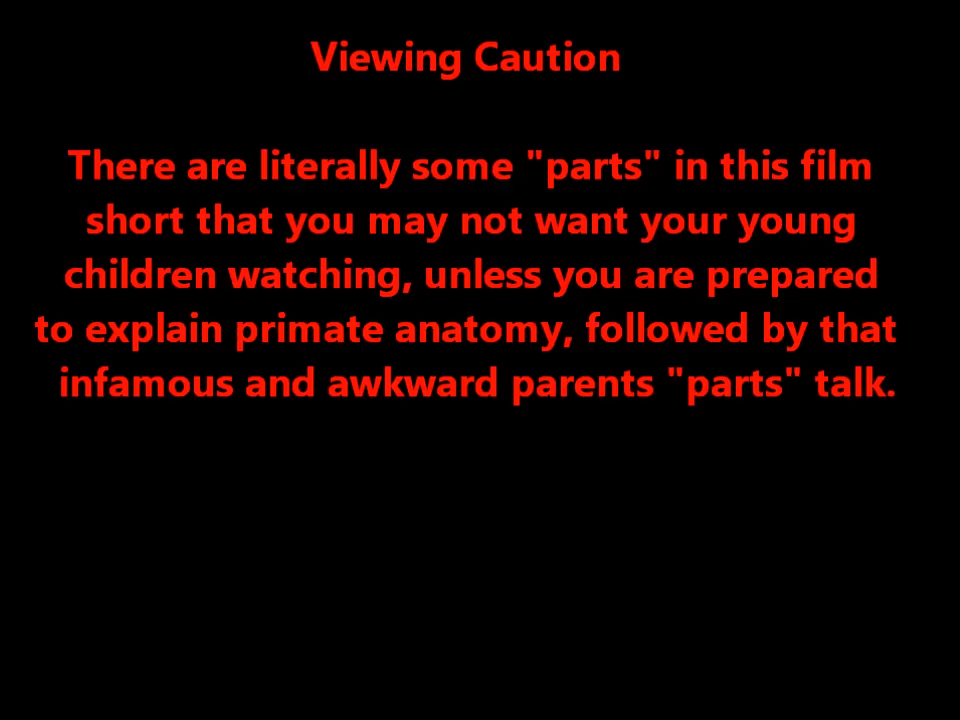 Viewing Caution
There are literally some "parts" in this film
short that you may not want your young
children watching, unless you are prepared
to explain primate anatomy, followed by that
infamous and awkward parents "parts" talk.